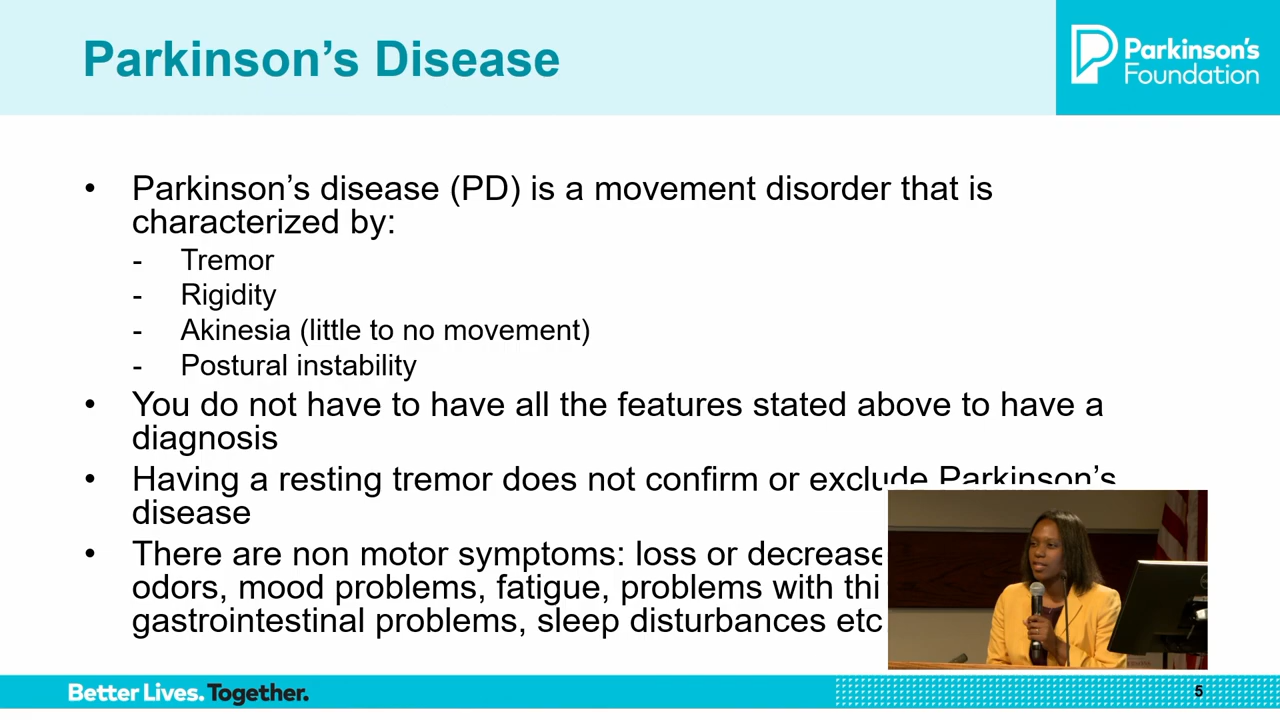 Parkinson’s Disease
Parkinson's
Foundation
• Parkinson’s disease (PD) is a movement disorder that is
characterized by:
- Tremor
- Rigidity
- Akinesia (little to no movement)
- Postural instability
• You do not have to have all the features stated above to have a
diagnosis
• Having a resting tremor does not confirm or exclude Parkinson’s
disease
• There are non motor symptoms: loss or decrease
odors, mood problems, fatigue, problems with
gastrointestinal problems, sleep disturbances etc
Better Lives. Together.
5